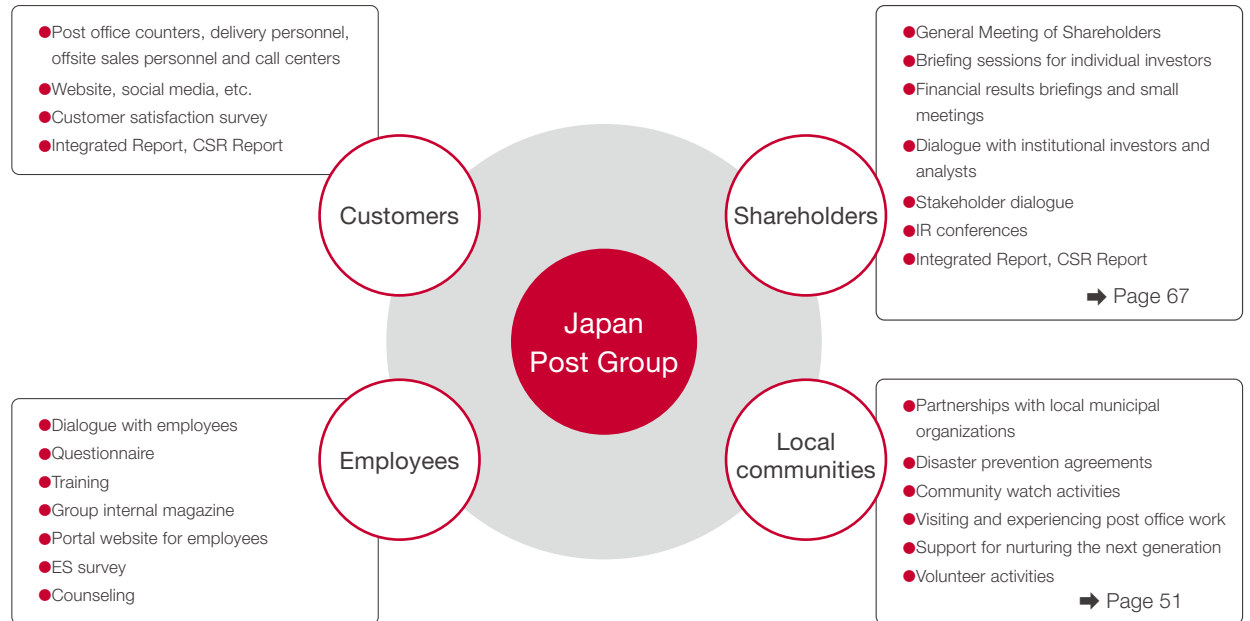 ●Post office counters, delivery personnel,
offsite sales personnel and call centers
●Website, social media, etc.
●Customer satisfaction survey
●Integrated Report, CSR Report
Customers
●General Meeting of Shareholders
●Briefing sessions for individual investors
●Financial results briefings and small
meetings
●Dialogue with institutional investors and
analysts
●Stakeholder dialogue
●IR conferences
●Integrated Report, CSR Report
➡ Page 67
Shareholders
Japan
Post Group
●Dialogue with employees
●Questionnaire
●Training
●Group internal magazine
●Portal website for employees
●ES survey
●Counseling
Employees
Local
communities
●Partnerships with local municipal
organizations
●Disaster prevention agreements
●Community watch activities
●Visiting and experiencing post office work
●Support for nurturing the next generation
●Volunteer activities
➡ Page 51